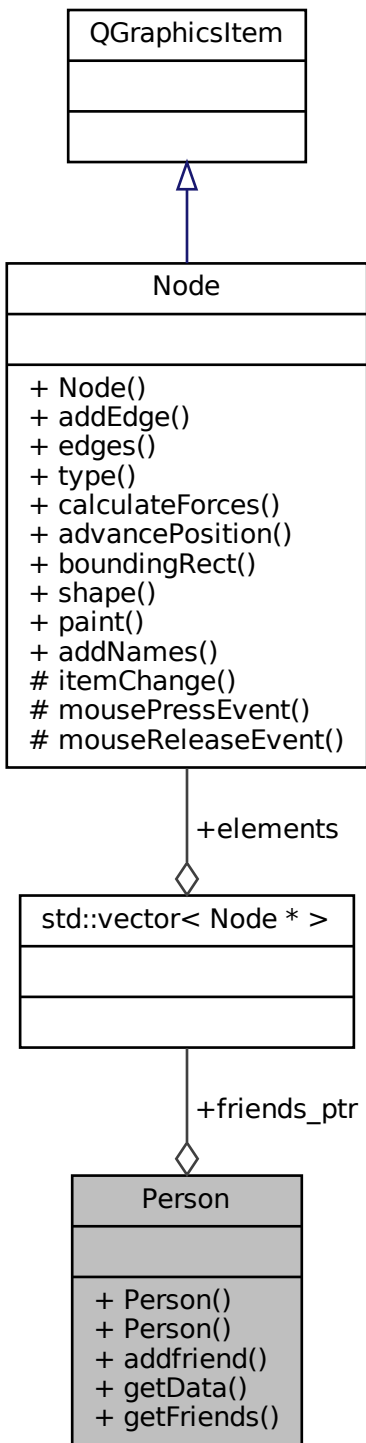 QGraphicsItem
Node
+ Node()
+ addEdge()
+ edges()
+ type()
+ calculateForces()
+ advancePosition()
+ boundingRect()
+ shape()
+ paint()
+ addNames()
# itemChange()
# mousePressEvent()
# mouseReleaseEvent()
+elements
std::vector< Node * >
+friends_ptr
Person
+ Person()
+ Person()
+ addfriend()
+ getData()
+ getFriends()